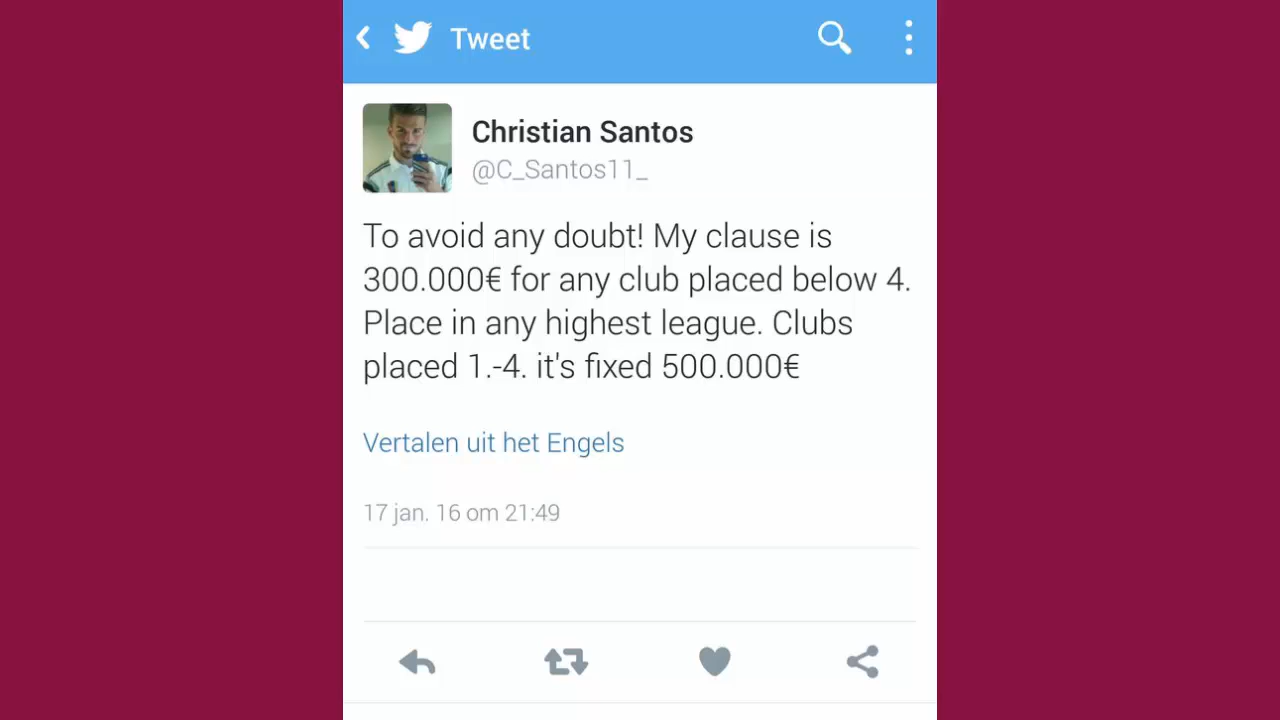 Tweet
Christian Santos
@C_Santos11_
To avoid any doubt! My clause is
300.000€ for any club placed below 4.
Place in any highest league. Clubs
placed 1.-4. it's fixed 500.000€
Vertalen uit het Engels
17 jan. 16 om 21:49